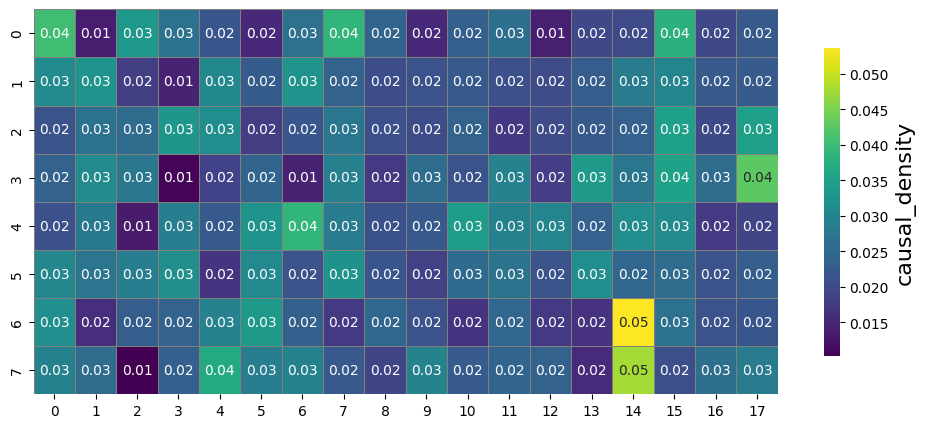 0 0.04 0.01 0.03 0.03 0.02 0.02 0.03 0.04 0.02 0.02 0.02 0.03 0.01 0.02 0.02 0.04 0.02 0.02
1 0.03 0.03 0.02 0.01 0.03 0.02 0.03 0.02 0.02 0.02 0.02 0.02 0.02 0.02 0.03 0.03 0.02 0.02
2 0.02 0.03 0.03 0.03 0.03 0.02 0.02 0.03 0.02 0.02 0.02 0.02 0.02 0.02 0.02 0.03 0.02 0.03
3 0.02 0.03 0.03 0.01 0.02 0.02 0.01 0.03 0.02 0.03 0.02 0.03 0.02 0.03 0.03 0.04 0.03 0.04
4 0.02 0.03 0.01 0.03 0.02 0.03 0.04 0.03 0.02 0.02 0.03 0.03 0.03 0.03 0.03 0.03 0.02 0.02
5 0.03 0.03 0.03 0.03 0.02 0.03 0.02 0.03 0.02 0.02 0.03 0.03 0.02 0.03 0.02 0.03 0.02 0.02
6 0.03 0.02 0.02 0.02 0.03 0.03 0.02 0.02 0.02 0.02 0.02 0.02 0.02 0.02 0.05 0.03 0.02 0.02
7 0.03 0.03 0.01 0.02 0.04 0.03 0.03 0.02 0.02 0.03 0.02 0.02 0.02 0.02 0.05 0.02 0.03 0.03
0 1 2 3 4 5 6 7 8 9 10 11 12 13 14 15 16 17
0.050
0.045
0.040
0.035
0.030
0.025
0.020
0.015
causal_density